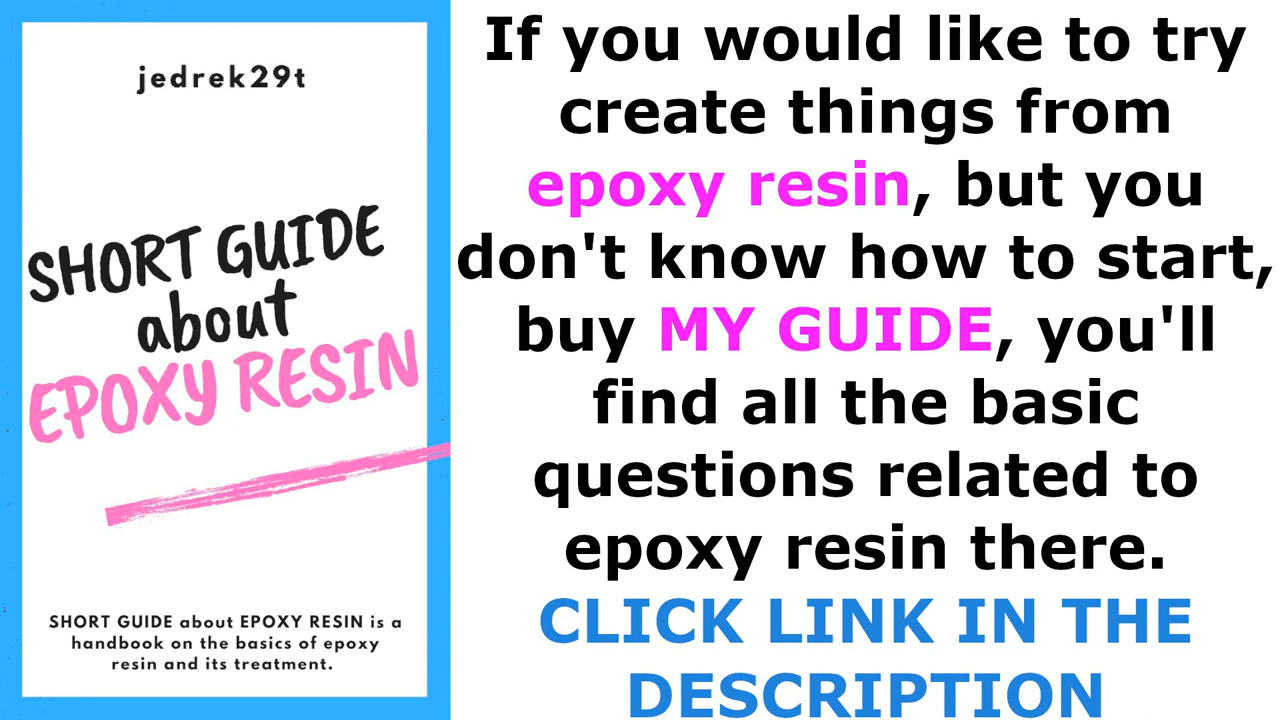 jedrek29t
SHORT GUIDE
about
EPOXY RESIN
SHORT GUIDE about EPOXY RESIN is a
handbook on the basics of epoxy
resin and its treatment.
If you would like to try
create things from
epoxy resin, but you
don't know how to start,
buy MY GUIDE, you'll
find all the basic
questions related to
epoxy resin there.
CLICK LINK IN THE
DESCRIPTION